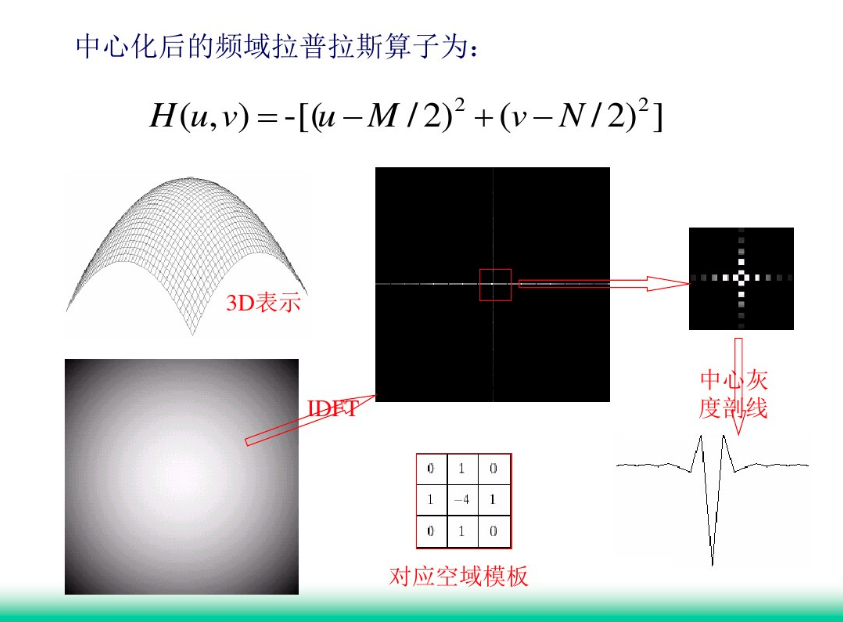 中心化后的频域拉普拉斯算子为：
H(u,v) = -[(u − M / 2)² + (v − N / 2)²]
3D表示
IDFT
中心灰
度剖线
0 1 0
1 −4 1
0 1 0
对应空域模板